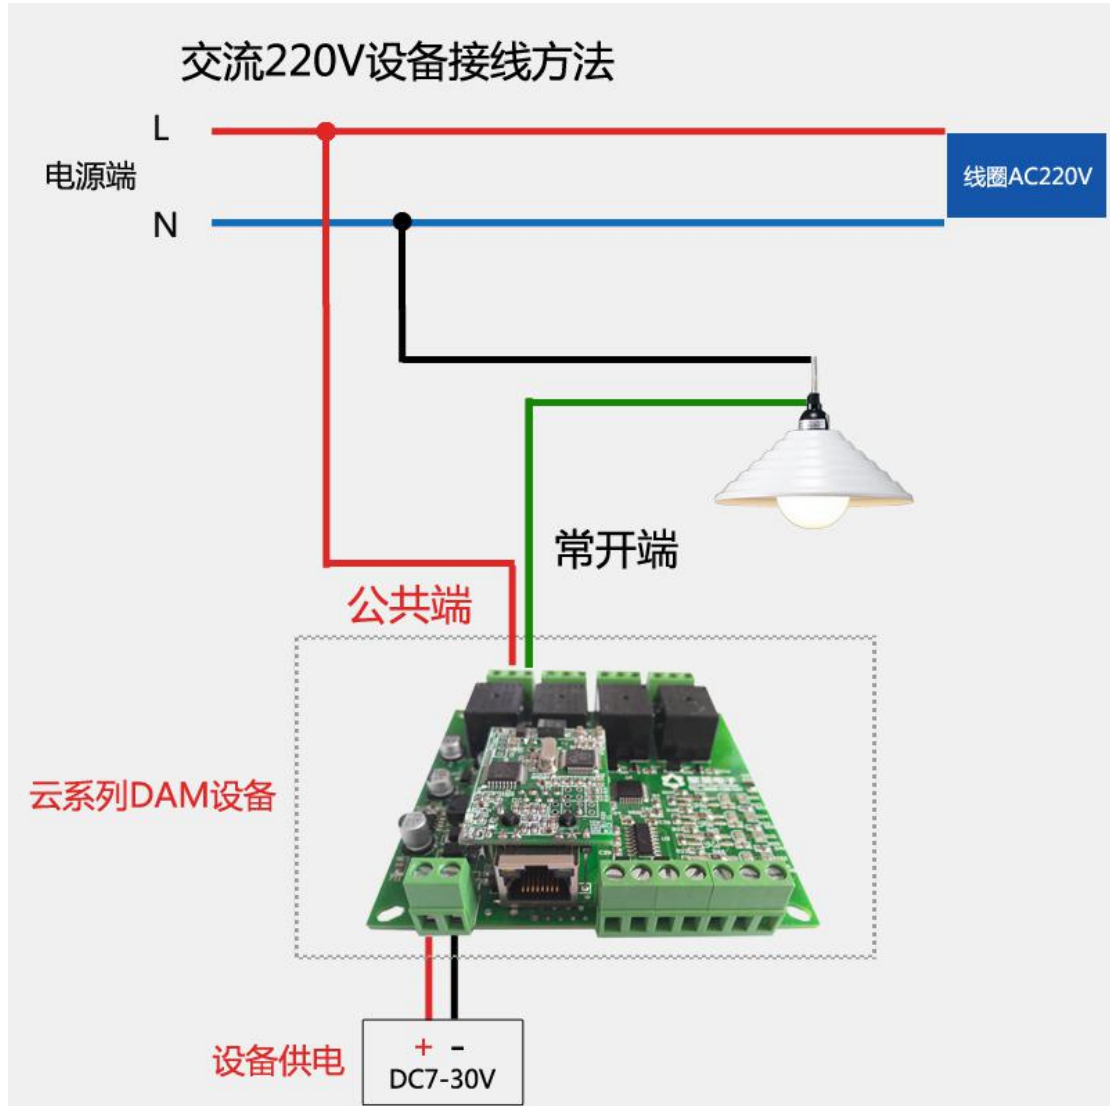 交流220V设备接线方法
L
电源端
线圈AC220V
N
常开端
公共端
云系列DAM设备
设备供电
+ -
DC7-30V